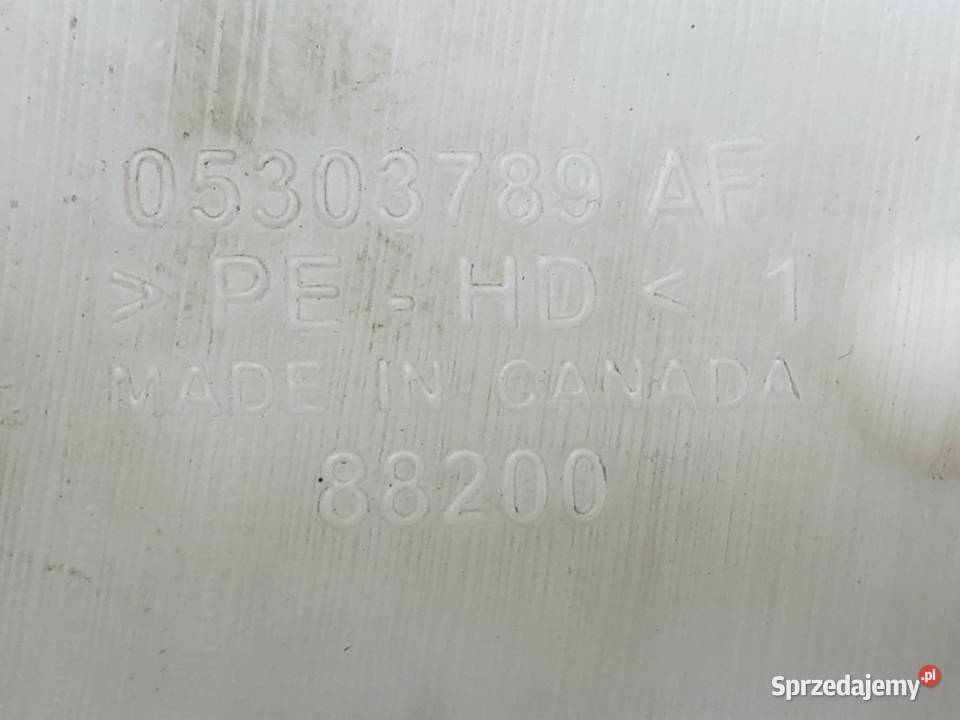 05303789 AF
> PE - HD < 1
MADE IN CANADA
88200
Sprzedajemy.pl